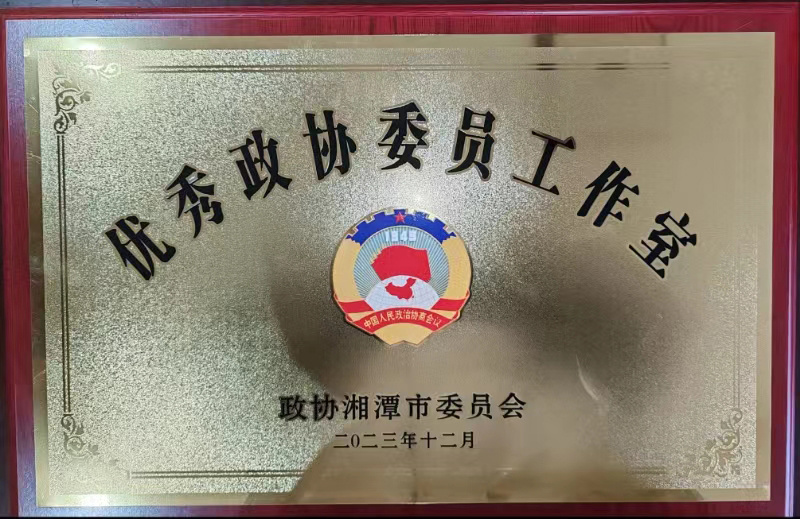 优秀政协委员工作室
1949
中国人民政治协商会议
政协湘潭市委员会
二〇二三年十二月